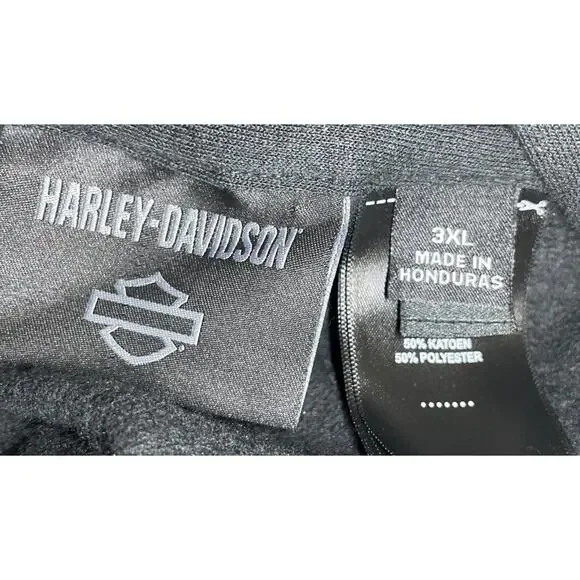 HARLEY-DAVIDSON
3XL
MADE IN
HONDURAS
50% KATOEN
50% POLYESTER